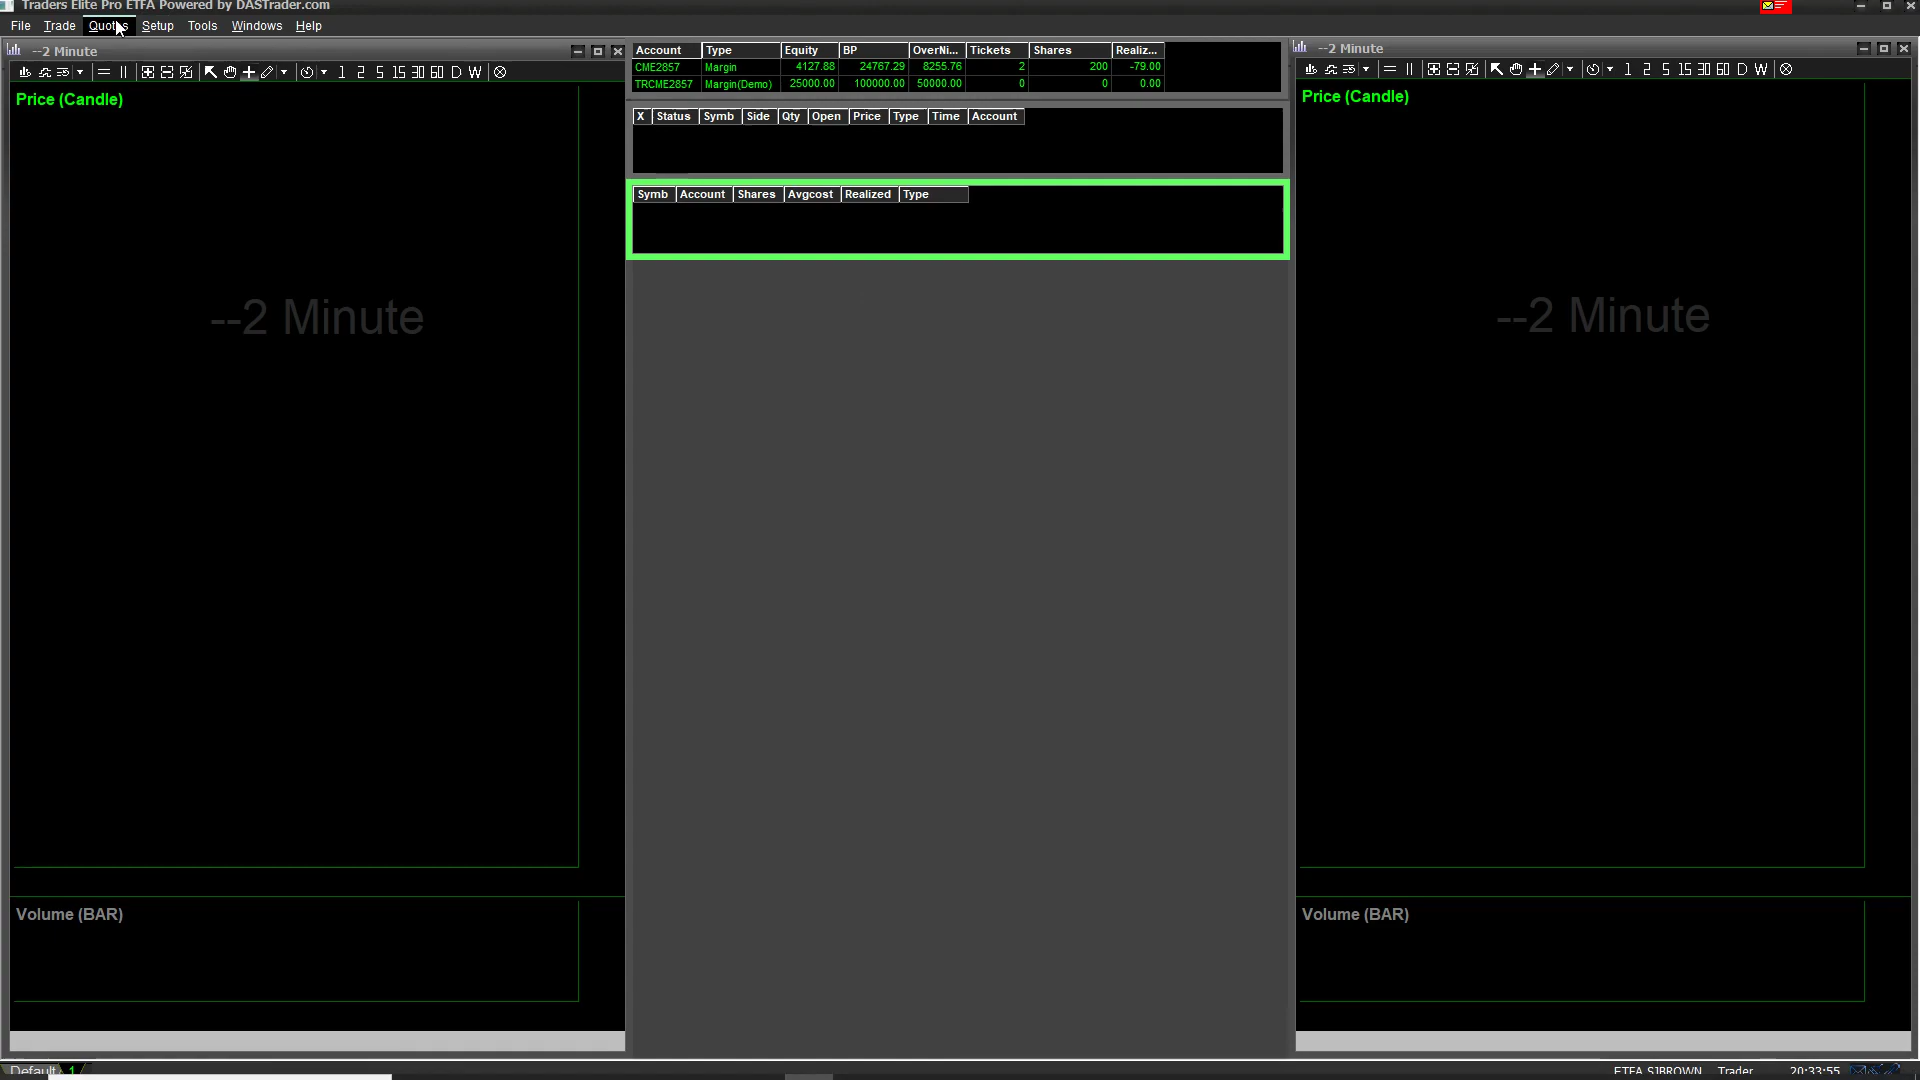 Traders Elite Pro ETFA Powered by DASTrader.com
File Trade Quotes Setup Tools Windows Help
--2 Minute
1 2 5 15 30 60 D W
Price (Candle)
--2 Minute
Volume (BAR)
Account Type Equity BP OverNi... Tickets Shares Realiz...
CME2857 Margin 4127.88 24767.29 8255.76 2 200 -79.00
TRCME2857 Margin(Demo) 25000.00 100000.00 50000.00 0 0 0.00
X Status Symb Side Qty Open Price Type Time Account
Symb Account Shares Avgcost Realized Type
--2 Minute
1 2 5 15 30 60 D W
Price (Candle)
--2 Minute
Volume (BAR)
Default 1
ETFA SJBROWN Trader 20:33:55